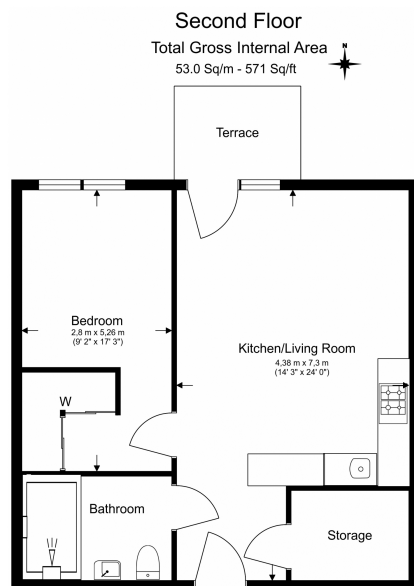 Second Floor
Total Gross Internal Area
N
53.0 Sq/m - 571 Sq/ft
Terrace
Bedroom
2,8 m x 5,26 m
(9' 2" x 17' 3")
Kitchen/Living Room
4,38 m x 7,3 m
(14' 3" x 24' 0")
W
Bathroom
Storage